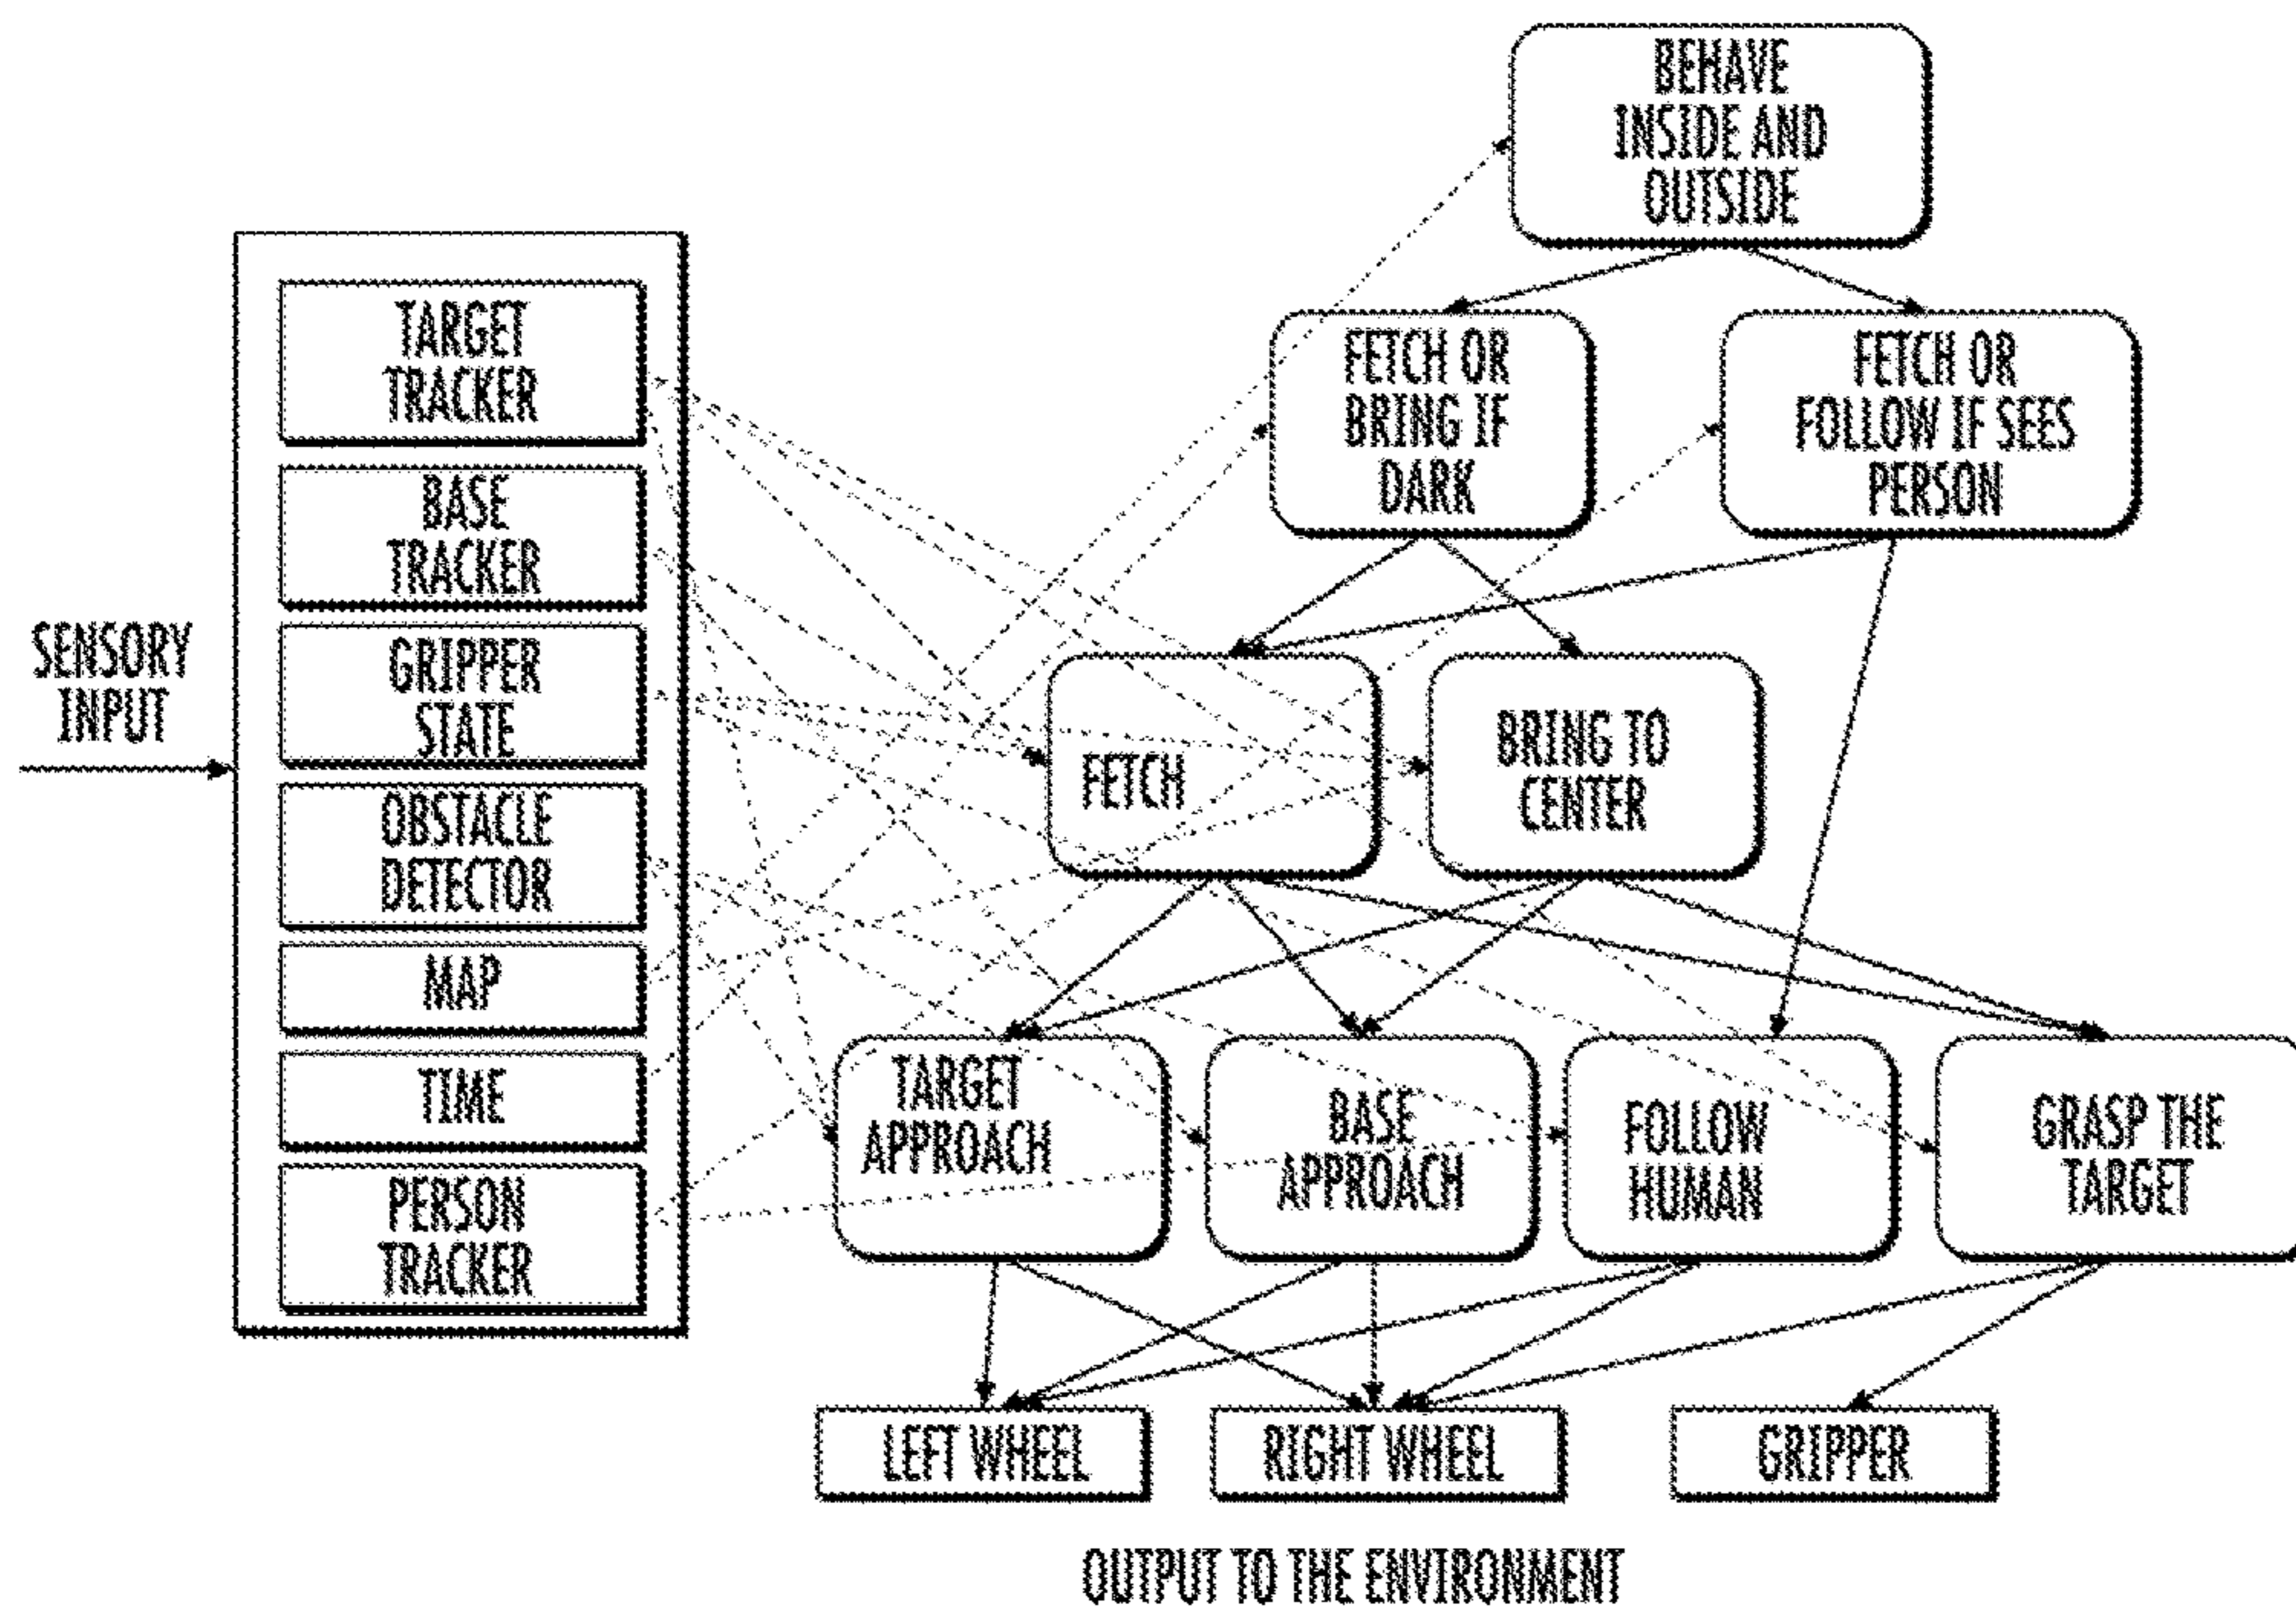 BEHAVE
INSIDE AND
OUTSIDE
TARGET
TRACKER
BASE
TRACKER
GRIPPER
STATE
OBSTACLE
DETECTOR
MAP
TIME
PERSON
TRACKER
SENSORY
INPUT
FETCH OR
BRING IF
DARK
FETCH OR
FOLLOW IF SEES
PERSON
FETCH
BRING TO
CENTER
TARGET
APPROACH
BASE
APPROACH
FOLLOW
HUMAN
GRASP THE
TARGET
LEFT WHEEL
RIGHT WHEEL
GRIPPER
OUTPUT TO THE ENVIRONMENT